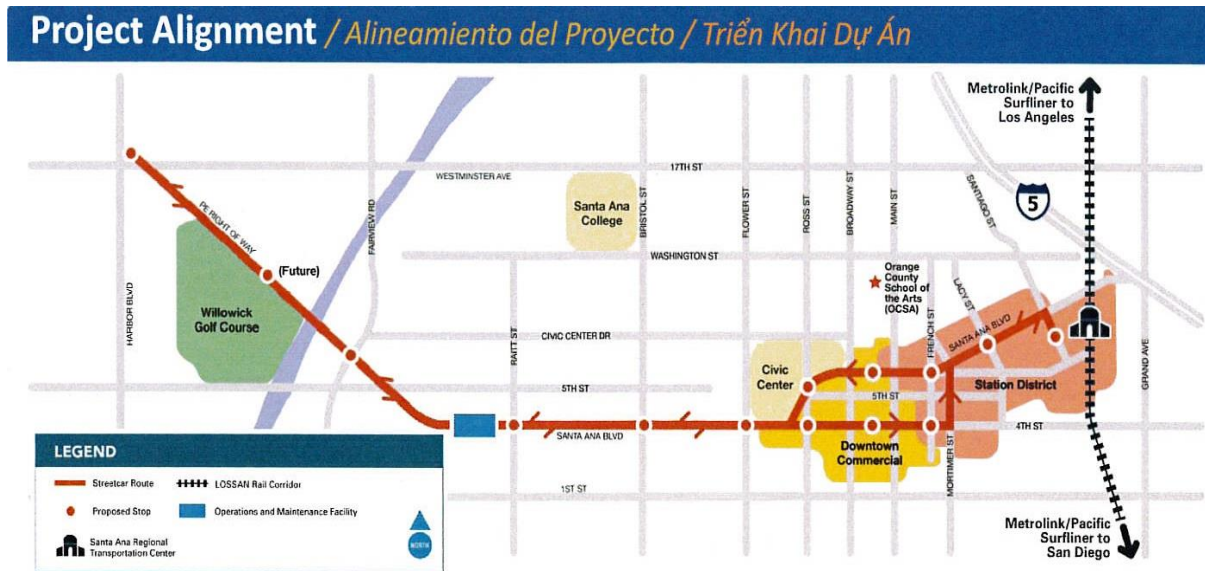 Project Alignment / Alineamiento del Proyecto / Triển Khai Dự Án
Metrolink/Pacific
Surfliner to
Los Angeles
17TH ST
WESTMINSTER AVE
5
PE RIGHT OF WAY
FAIRVIEW RD
Santa Ana
College
BRISTOL ST
FLOWER ST
ROSS ST
BROADWAY ST
MAIN ST
SANTIAGO ST
WASHINGTON ST
(Future)
Orange
County
School of
the Arts
(OCSA)
LACY ST
HARBOR BLVD
Willowick
Golf Course
RAITT ST
CIVIC CENTER DR
FRENCH ST
SANTA ANA BLVD
GRAND AVE
Civic
Center
5TH ST
5TH ST
Station District
SANTA ANA BLVD
4TH ST
Downtown
Commercial
MORTIMER ST
1ST ST
LEGEND
Streetcar Route
LOSSAN Rail Corridor
Proposed Stop
Operations and Maintenance Facility
Santa Ana Regional
Transportation Center
NORTH
Metrolink/Pacific
Surfliner to
San Diego